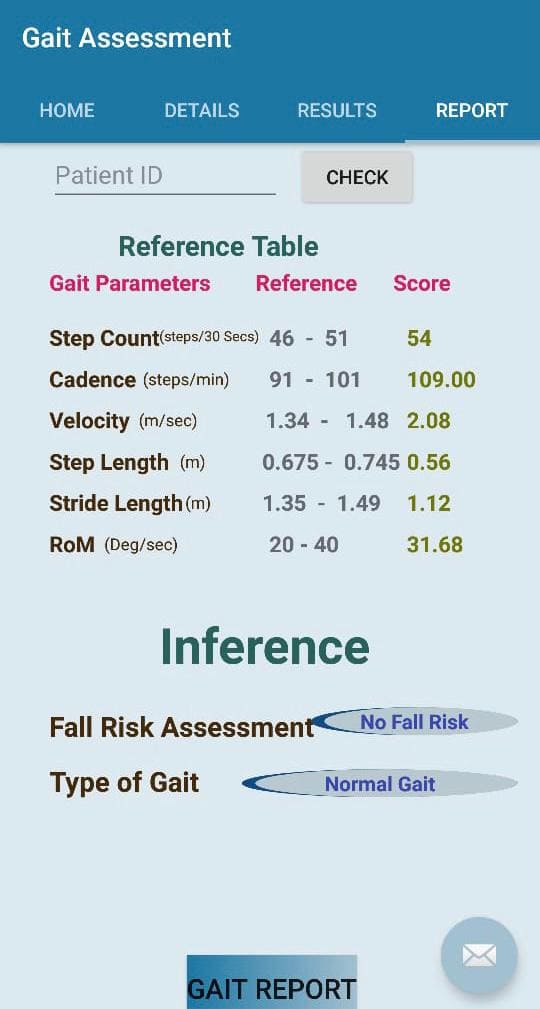 Gait Assessment
HOME DETAILS RESULTS REPORT
Patient ID CHECK
Reference Table
Gait Parameters Reference Score
Step Count(steps/30 Secs) 46 - 51 54
Cadence (steps/min) 91 - 101 109.00
Velocity (m/sec) 1.34 - 1.48 2.08
Step Length (m) 0.675 - 0.745 0.56
Stride Length(m) 1.35 - 1.49 1.12
RoM (Deg/sec) 20 - 40 31.68
Inference
Fall Risk Assessment No Fall Risk
Type of Gait Normal Gait
GAIT REPORT